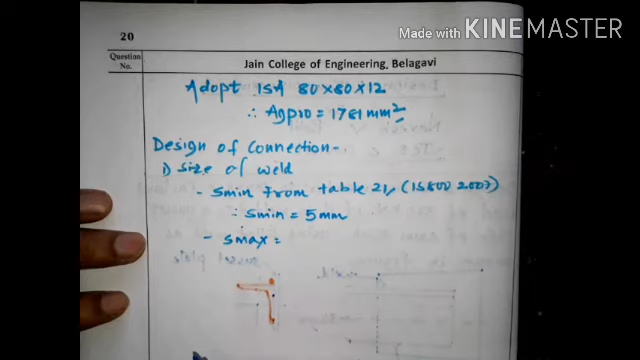 Made with KINEMASTER
20
Question No.
Jain College of Engineering, Belagavi
Adopt ISA 80×80×12
∴ Agpro = 1781 mm²
Design of Connection-
i) Size of weld
- Smin from table 21, (IS800 2007)
∴ Smin = 5mm
- Smax =